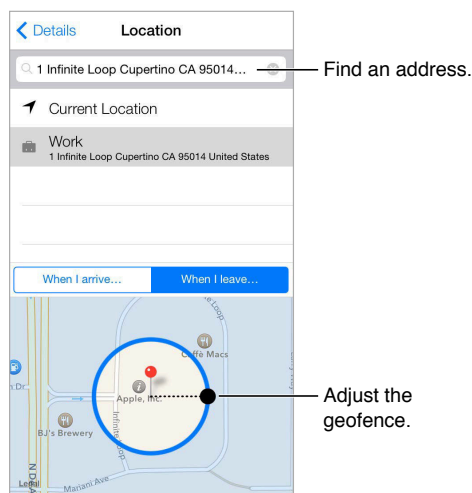 Details
Location
1 Infinite Loop Cupertino CA 95014...
Find an address.
Current Location
Work
1 Infinite Loop Cupertino CA 95014 United States
When I arrive...
When I leave...
Loop
Caffè Macs
n Dr
Apple, Inc.
Adjust the
geofence.
BJ's Brewery
Infinite
N D
Legal
Mariani Ave